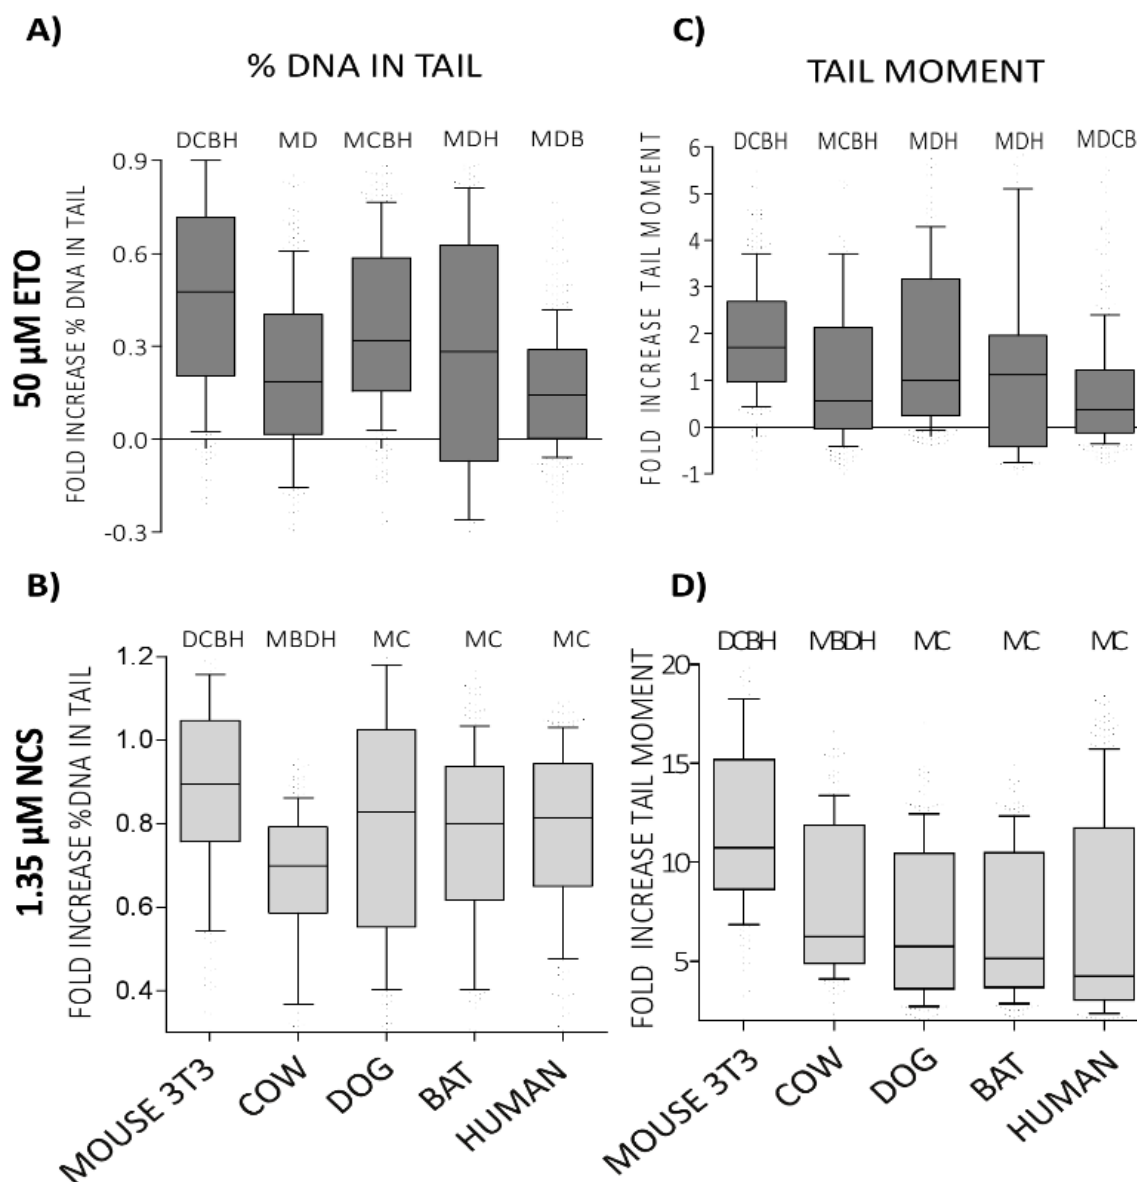 A)
% DNA IN TAIL
50 µM ETO
FOLD INCREASE % DNA IN TAIL
DCBH MD MCBH MDH MDB
0.9
0.6
0.3
0.0
-0.3
C)
TAIL MOMENT
FOLD INCREASE TAIL MOMENT
DCBH MCBH MDH MDH MDCB
6
5
4
3
2
1
0
-1
B)
1.35 µM NCS
FOLD INCREASE %DNA IN TAIL
DCBH MBDH MC MC MC
1.2
1.0
0.8
0.6
0.4
MOUSE 3T3 COW DOG BAT HUMAN
D)
FOLD INCREASE TAIL MOMENT
DCBH MBDH MC MC MC
20
15
10
5
MOUSE 3T3 COW DOG BAT HUMAN